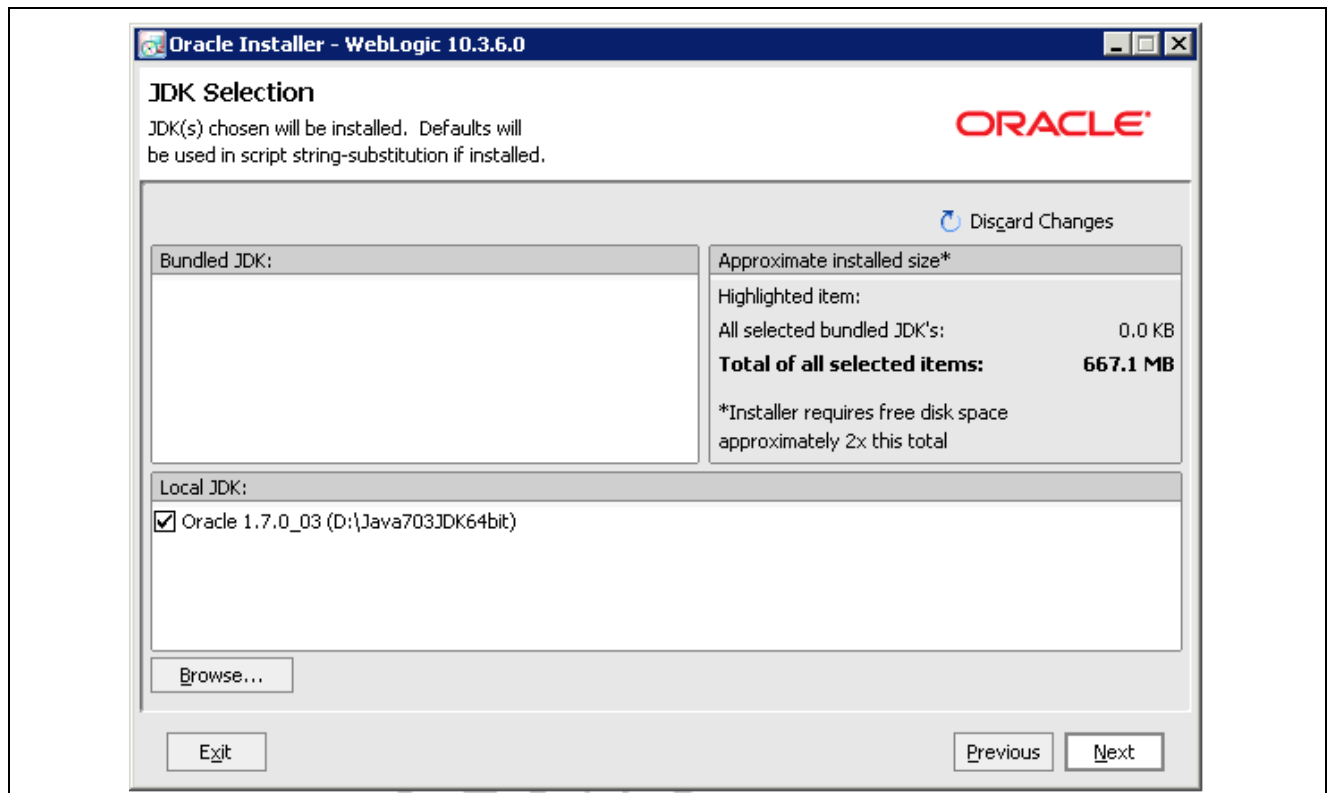 Oracle Installer - WebLogic 10.3.6.0
JDK Selection
JDK(s) chosen will be installed.  Defaults will
be used in script string-substitution if installed.
ORACLE
Discard Changes
Bundled JDK:
Approximate installed size*
Highlighted item:
All selected bundled JDK's: 0.0 KB
Total of all selected items: 667.1 MB
*Installer requires free disk space
approximately 2x this total
Local JDK:
Oracle 1.7.0_03 (D:\Java703JDK64bit)
Browse...
Exit
Previous
Next